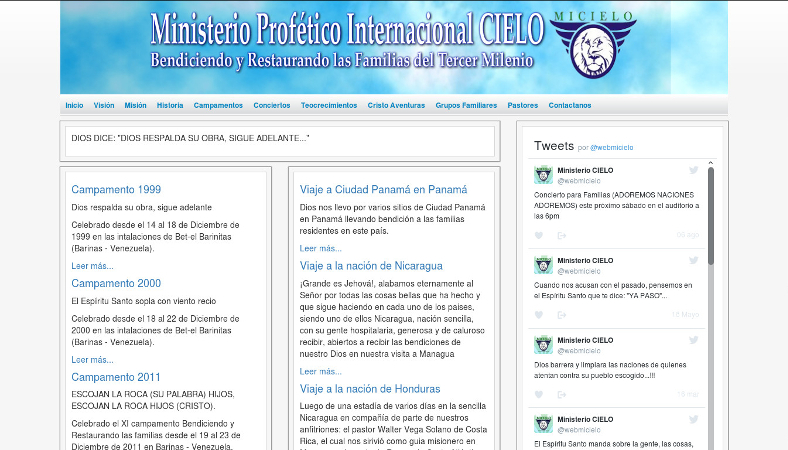 Ministerio Profético Internacional CIELO
Bendiciendo y Restaurando las Familias del Tercer Milenio
MICIELO
Inicio Visión Misión Historia Campamentos Conciertos Teocrecimientos Cristo Aventuras Grupos Familiares Pastores Contactanos
DIOS DICE: "DIOS RESPALDA SU OBRA, SIGUE ADELANTE..."
Campamento 1999
Dios respalda su obra, sigue adelante
Celebrado desde el 14 al 18 de Diciembre de
1999 en las intalaciones de Bet-el Barinitas
(Barinas - Venezuela).
Leer más...
Campamento 2000
El Espíritu Santo sopla con viento recio
Celebrado desde el 18 al 22 de Diciembre de
2000 en las intalaciones de Bet-el Barinitas
(Barinas - Venezuela).
Leer más...
Campamento 2011
ESCOJAN LA ROCA (SU PALABRA) HIJOS,
ESCOJAN LA ROCA HIJOS (CRISTO).
Celebrado el XI campamento Bendiciendo y
Restaurando las familias desde el 19 al 23 de
Diciembre de 2011 en Barinas - Venezuela.
Viaje a Ciudad Panamá en Panamá
Dios nos llevo por varios sitios de Ciudad Panamá
en Panamá llevando bendición a las familias
residentes en este país.
Leer más...
Viaje a la nación de Nicaragua
¡Grande es Jehová!, alabamos eternamente al
Señor por todas las cosas bellas que ha hecho y
que sigue haciendo en cada uno de los países,
siendo uno de ellos Nicaragua, nación sencilla,
con su gente hospitalaria, generosa y de caluroso
recibir, abiertos a recibir las bendiciones de
nuestro Dios en nuestra visita a Managua
Leer más...
Viaje a la nación de Honduras
Luego de una estadía de varios días en la sencilla
Nicaragua en compañía de parte de nuestros
anfitriones: el pastor Walter Vega Solano de Costa
Rica, el cual nos sirivió como guía misionero en
Tweets por @webmicielo
Ministerio CIELO
@webmicielo
Concierto para Familias (ADOREMOS NACIONES
ADOREMOS) este próximo sábado en el auditorio a
las 6pm
Ministerio CIELO
@webmicielo
Cuando nos acusan con el pasado, pensemos en
el Espiritu Santo que te dice: "YA PASO"...
Ministerio CIELO
@webmicielo
Dios barrera y limpiara las naciones de quienes
atentan contra su pueblo escogido...!!!
Ministerio CIELO
@webmicielo
El Espíritu Santo manda sobre la gente, las cosas,